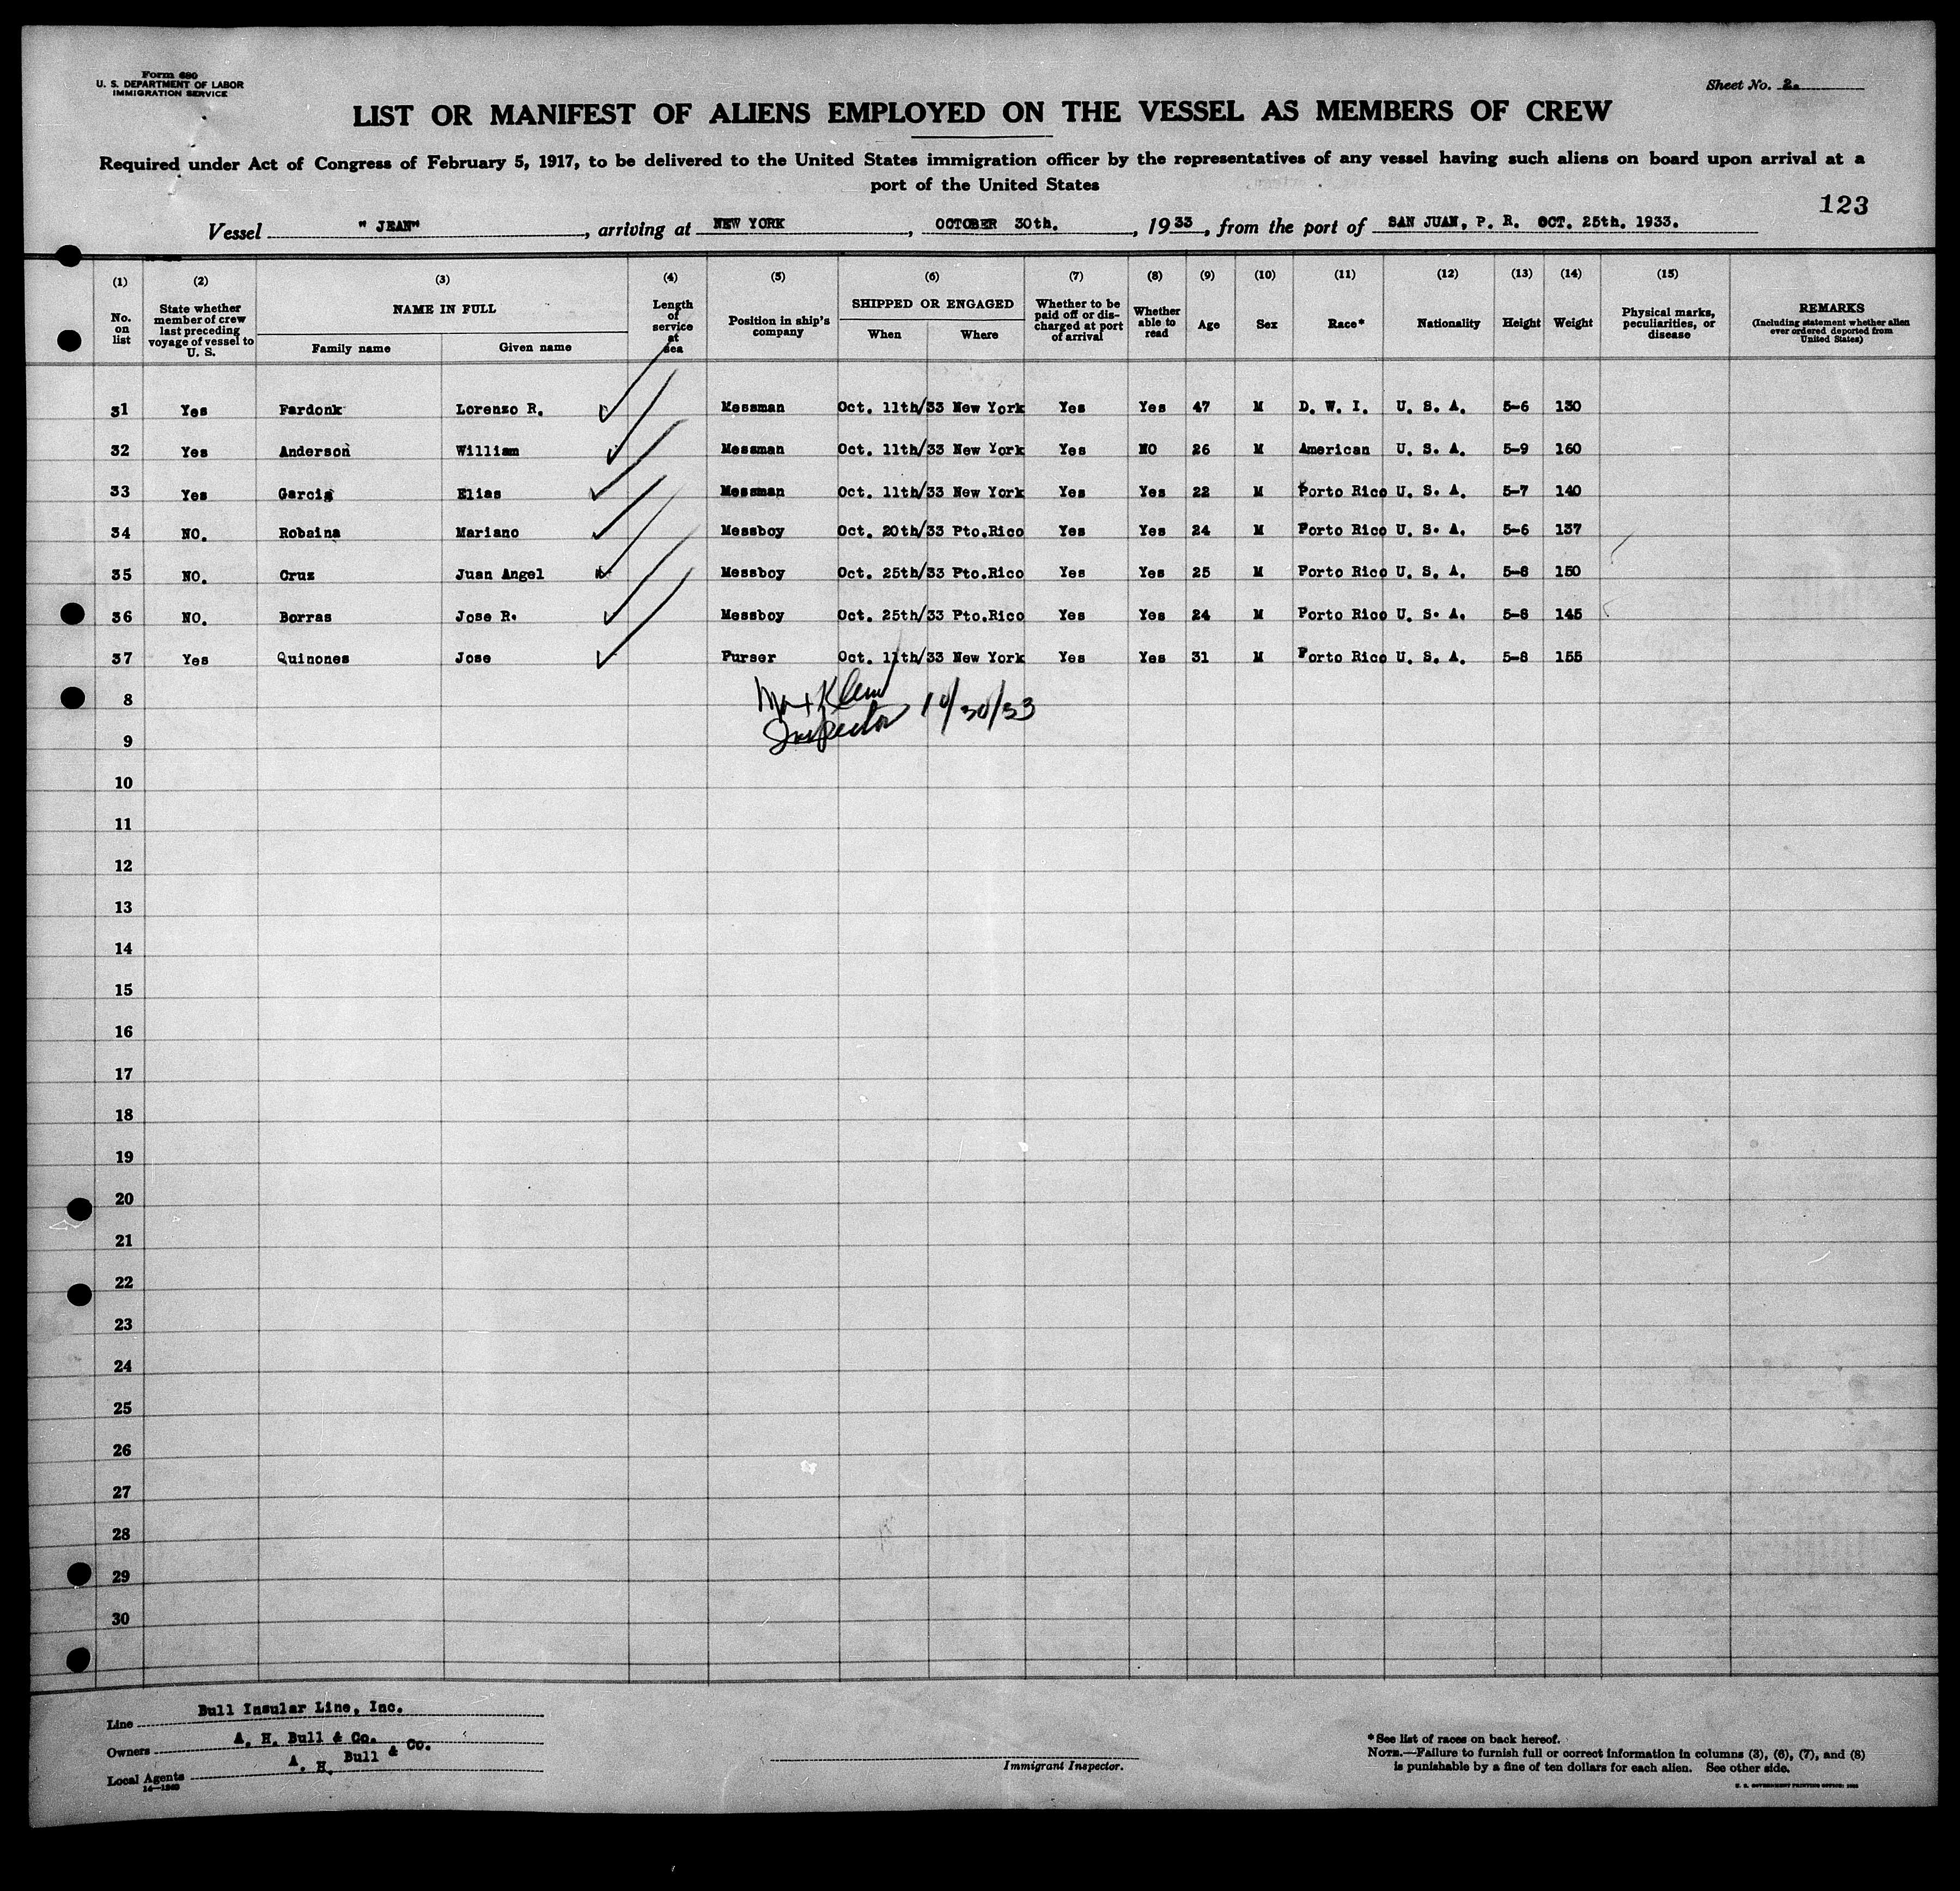 Form 680
U. S. DEPARTMENT OF LABOR
IMMIGRATION SERVICE
Sheet No. 2.
LIST OR MANIFEST OF ALIENS EMPLOYED ON THE VESSEL AS MEMBERS OF CREW
Required under Act of Congress of February 5, 1917, to be delivered to the United States immigration officer by the representatives of any vessel having such aliens on board upon arrival at a
port of the United States
123
Vessel " JEAN", arriving at NEW YORK, OCTOBER 30th., 1933, from the port of SAN JUAN, P. R. OCT. 25th. 1933.
(1) (2) (3) (4) (5) (6) (7) (8) (9) (10) (11) (12) (13) (14) (15)
No. on list State whether member of crew last preceding voyage of vessel to U. S. NAME IN FULL Family name Given name Length of service at sea Position in ship's company SHIPPED OR ENGAGED When Where Whether to be paid off or discharged at port of arrival Whether able to read Age Sex Race* Nationality Height Weight Physical marks, peculiarities, or disease REMARKS (Including statement whether alien ever ordered deported from United States)
31 Yes Fardonk Lorenzo R. Messman Oct. 11th/33 New York Yes Yes 47 M D. W. I. U. S. A. 5-6 130
32 Yes Anderson William Messman Oct. 11th/33 New York Yes NO 26 M American U. S. A. 5-9 160
33 Yes Garcia Elias Messman Oct. 11th/33 New York Yes Yes 22 M Porto Rico U. S. A. 5-7 140
34 NO. Robaina Mariano Messboy Oct. 20th/33 Pto.Rico Yes Yes 24 M Porto Rico U. S. A. 5-6 137
35 NO. Cruz Juan Angel Messboy Oct. 25th/33 Pto.Rico Yes Yes 25 M Porto Rico U. S. A. 5-8 150
36 NO. Borras Jose R. Messboy Oct. 25th/33 Pto.Rico Yes Yes 24 M Porto Rico U. S. A. 5-8 145
37 Yes Quinones Jose Purser Oct. 11th/33 New York Yes Yes 31 M Porto Rico U. S. A. 5-8 155
8
Klein
Inspector 10/30/33
9
10
11
12
13
14
15
16
17
18
19
20
21
22
23
24
25
26
27
28
29
30
Line Bull Insular Line, Inc.
Owners A. H. Bull & Co.
Local Agents A. H. Bull & Co.
14—1240
Immigrant Inspector.
*See list of races on back hereof.
NOTE.—Failure to furnish full or correct information in columns (3), (6), (7), and (8)
is punishable by a fine of ten dollars for each alien. See other side.